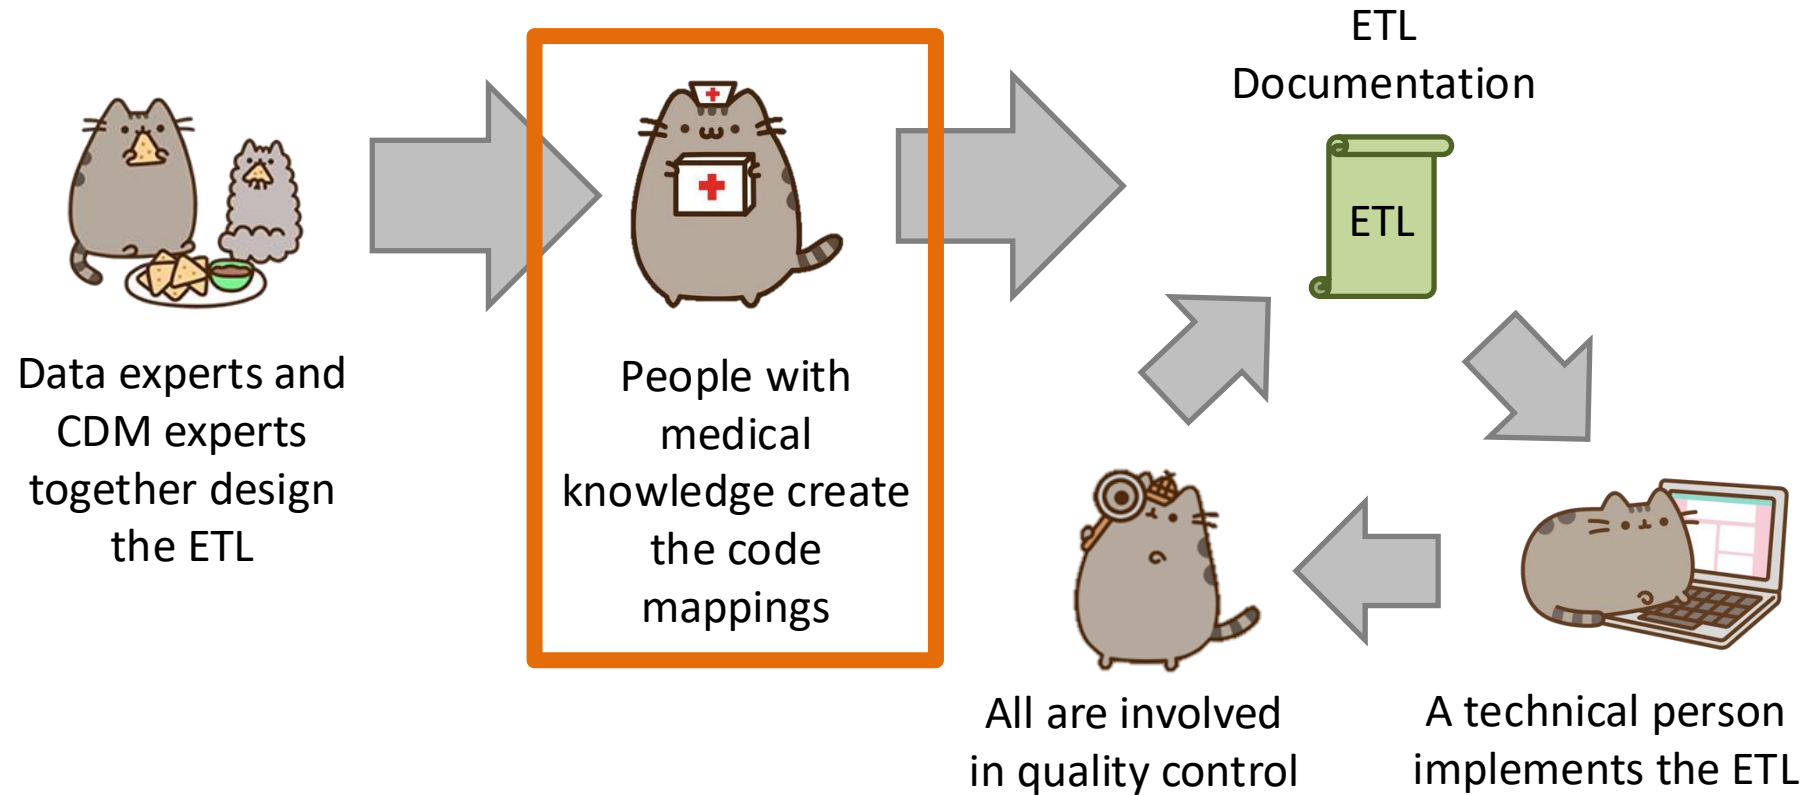 Data experts and
CDM experts
together design
the ETL
People with
medical
knowledge create
the code
mappings
ETL
Documentation
ETL
A technical person
implements the ETL
All are involved
in quality control